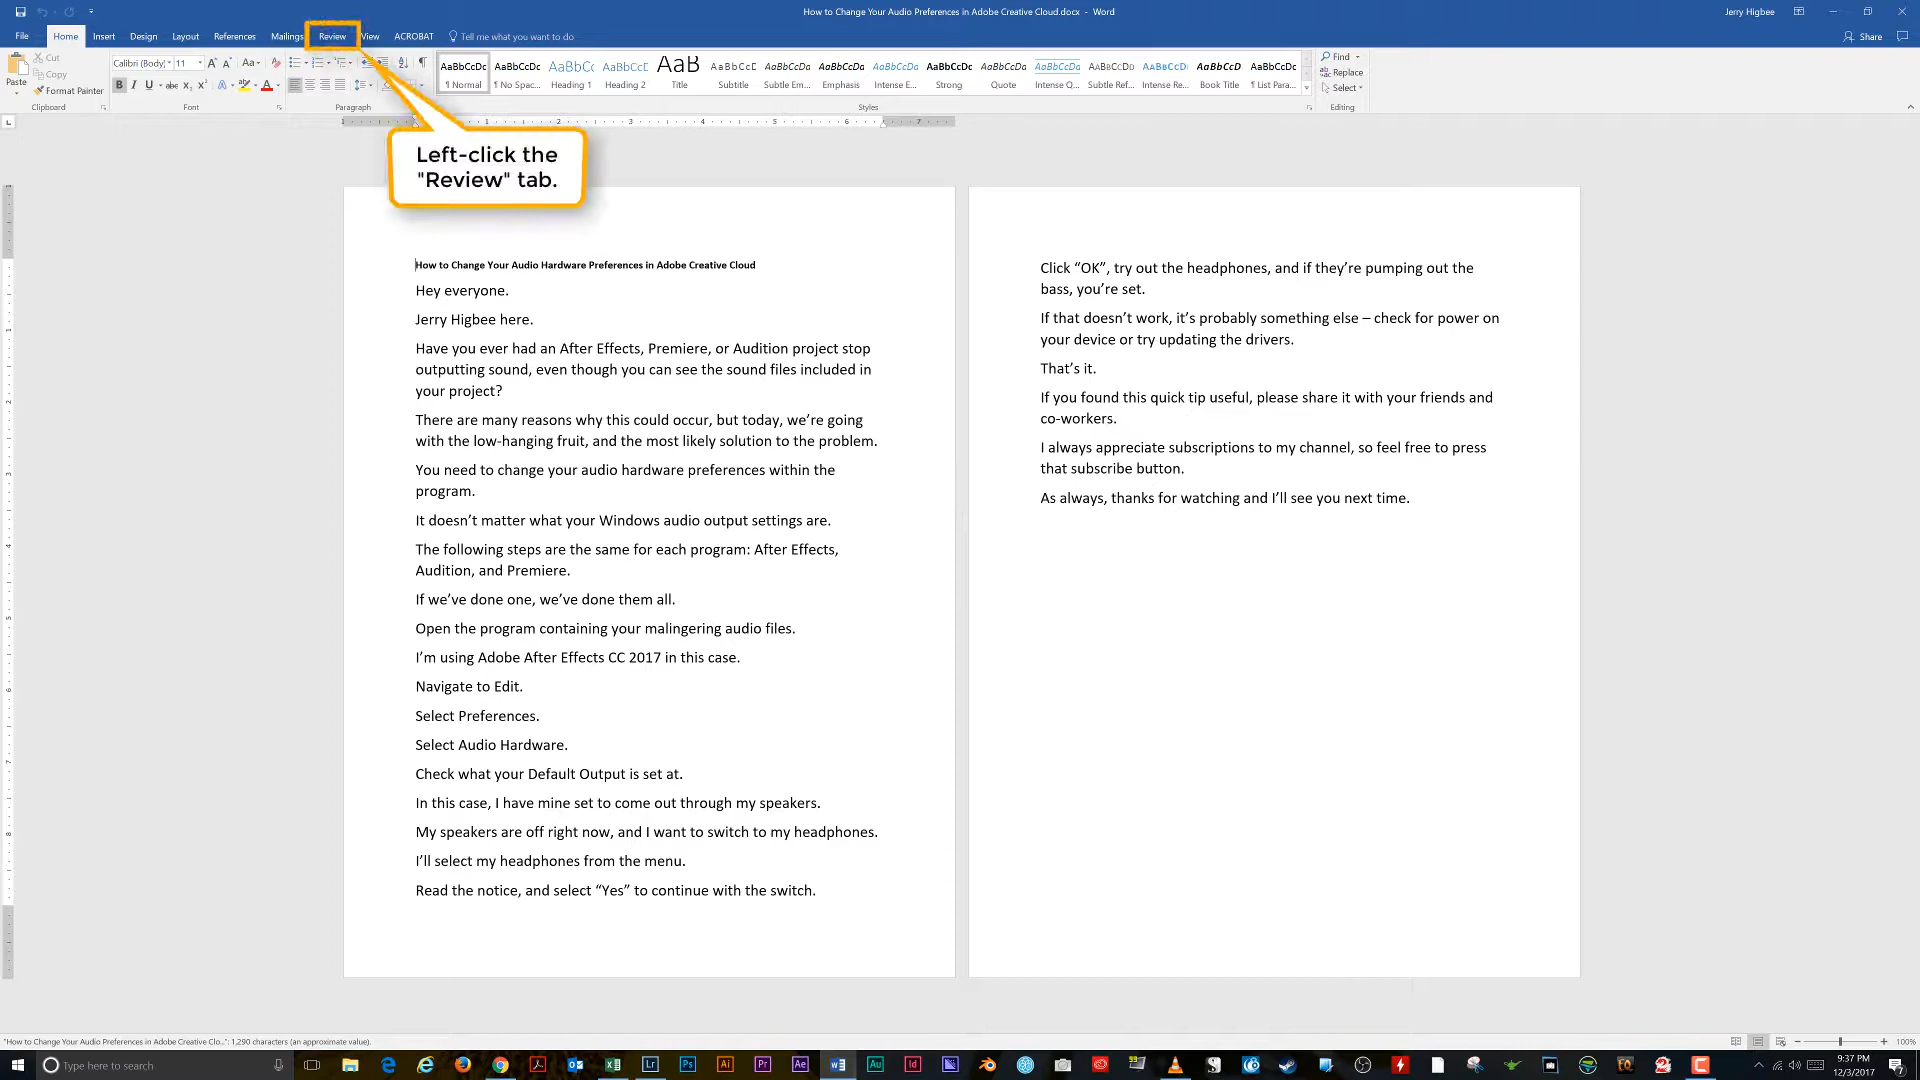 How to Change Your Audio Preferences in Adobe Creative Cloud.docx - Word
Jerry Higbee
File
Home
Insert
Design
Layout
References
Mailings
Review
View
ACROBAT
Tell me what you want to do
Share
Paste
Cut
Copy
Format Painter
Clipboard
Calibri (Body)
11
Font
Paragraph
AaBbCcDc
¶ Normal
AaBbCcDc
¶ No Spac...
AaBbCc
Heading 1
AaBbCcC
Heading 2
AaB
Title
AaBbCcC
Subtitle
AaBbCcDa
Subtle Em...
AaBbCcDa
Emphasis
AaBbCcDa
Intense E...
AaBbCcDc
Strong
AaBbCcDa
Quote
AaBbCcDa
Intense Q...
AaBbCcDd
Subtle Ref...
AaBbCcDd
Intense Re...
AaBbCcD
Book Title
AaBbCcDc
¶ List Para...
Styles
Find
Replace
Select
Editing
Left-click the
"Review" tab.
How to Change Your Audio Hardware Preferences in Adobe Creative Cloud
Hey everyone.
Jerry Higbee here.
Have you ever had an After Effects, Premiere, or Audition project stop
outputting sound, even though you can see the sound files included in
your project?
There are many reasons why this could occur, but today, we’re going
with the low-hanging fruit, and the most likely solution to the problem.
You need to change your audio hardware preferences within the
program.
It doesn’t matter what your Windows audio output settings are.
The following steps are the same for each program: After Effects,
Audition, and Premiere.
If we’ve done one, we’ve done them all.
Open the program containing your malingering audio files.
I’m using Adobe After Effects CC 2017 in this case.
Navigate to Edit.
Select Preferences.
Select Audio Hardware.
Check what your Default Output is set at.
In this case, I have mine set to come out through my speakers.
My speakers are off right now, and I want to switch to my headphones.
I’ll select my headphones from the menu.
Read the notice, and select “Yes” to continue with the switch.
Click “OK”, try out the headphones, and if they’re pumping out the
bass, you’re set.
If that doesn’t work, it’s probably something else – check for power on
your device or try updating the drivers.
That’s it.
If you found this quick tip useful, please share it with your friends and
co-workers.
I always appreciate subscriptions to my channel, so feel free to press
that subscribe button.
As always, thanks for watching and I’ll see you next time.
"How to Change Your Audio Preferences in Adobe Creative Clo...": 1,290 characters (an approximate value).
100%
Type here to search
9:37 PM
12/3/2017